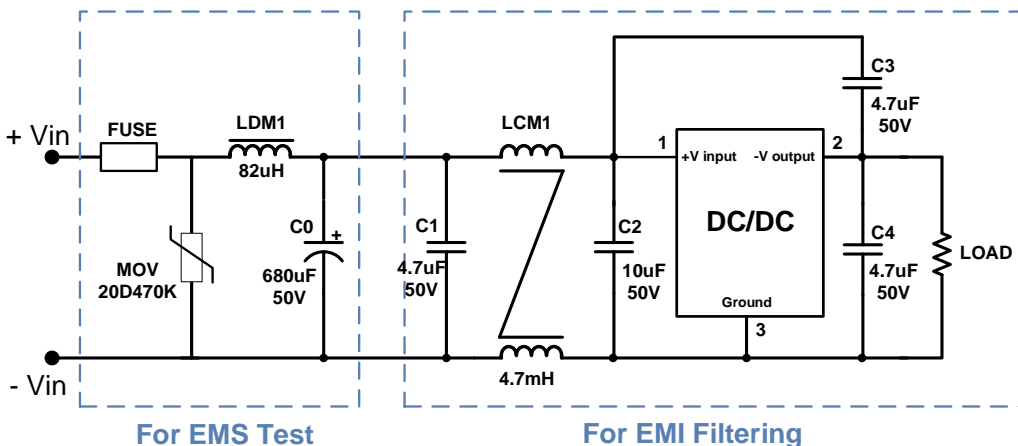 + Vin
FUSE
LDM1
82uH
MOV
20D470K
C0
+
680uF
50V
- Vin
For EMS Test
C1
4.7uF
50V
LCM1
4.7mH
C2
10uF
50V
1
+V input
-V output
2
DC/DC
Ground
3
C3
4.7uF
50V
C4
4.7uF
50V
LOAD
For EMI Filtering